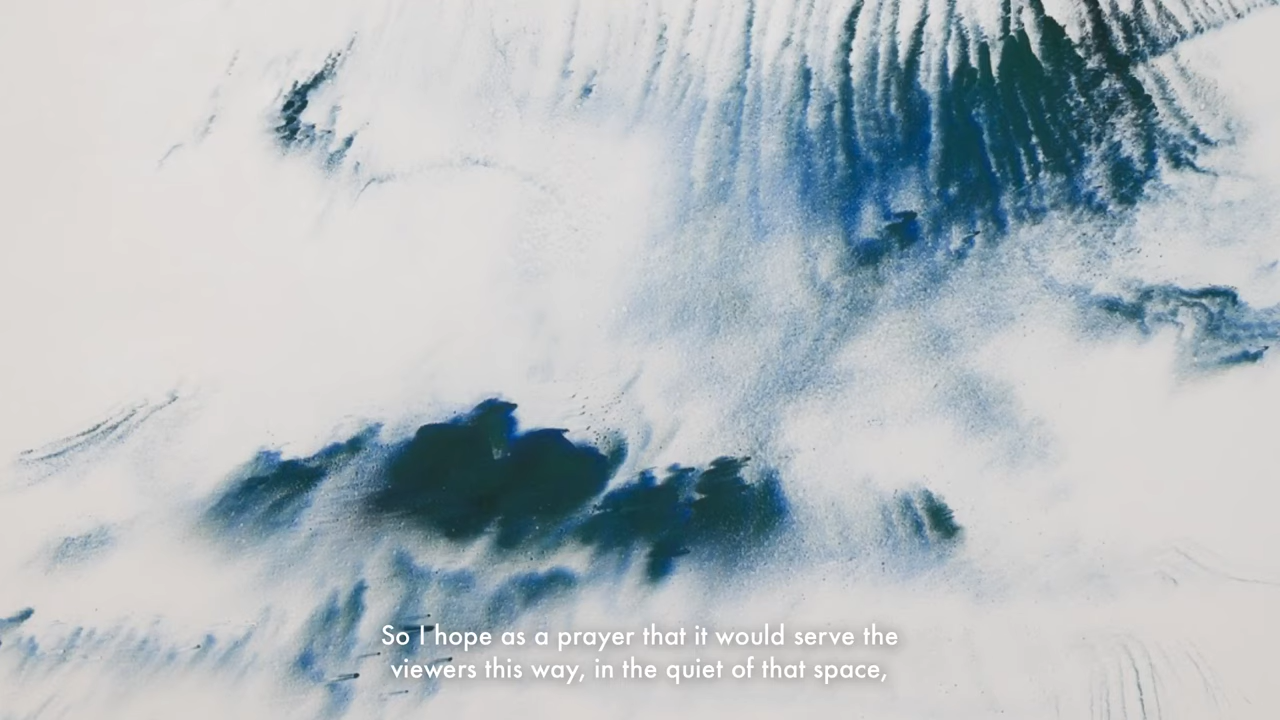 So I hope as a prayer that it would serve the
viewers this way, in the quiet of that space,